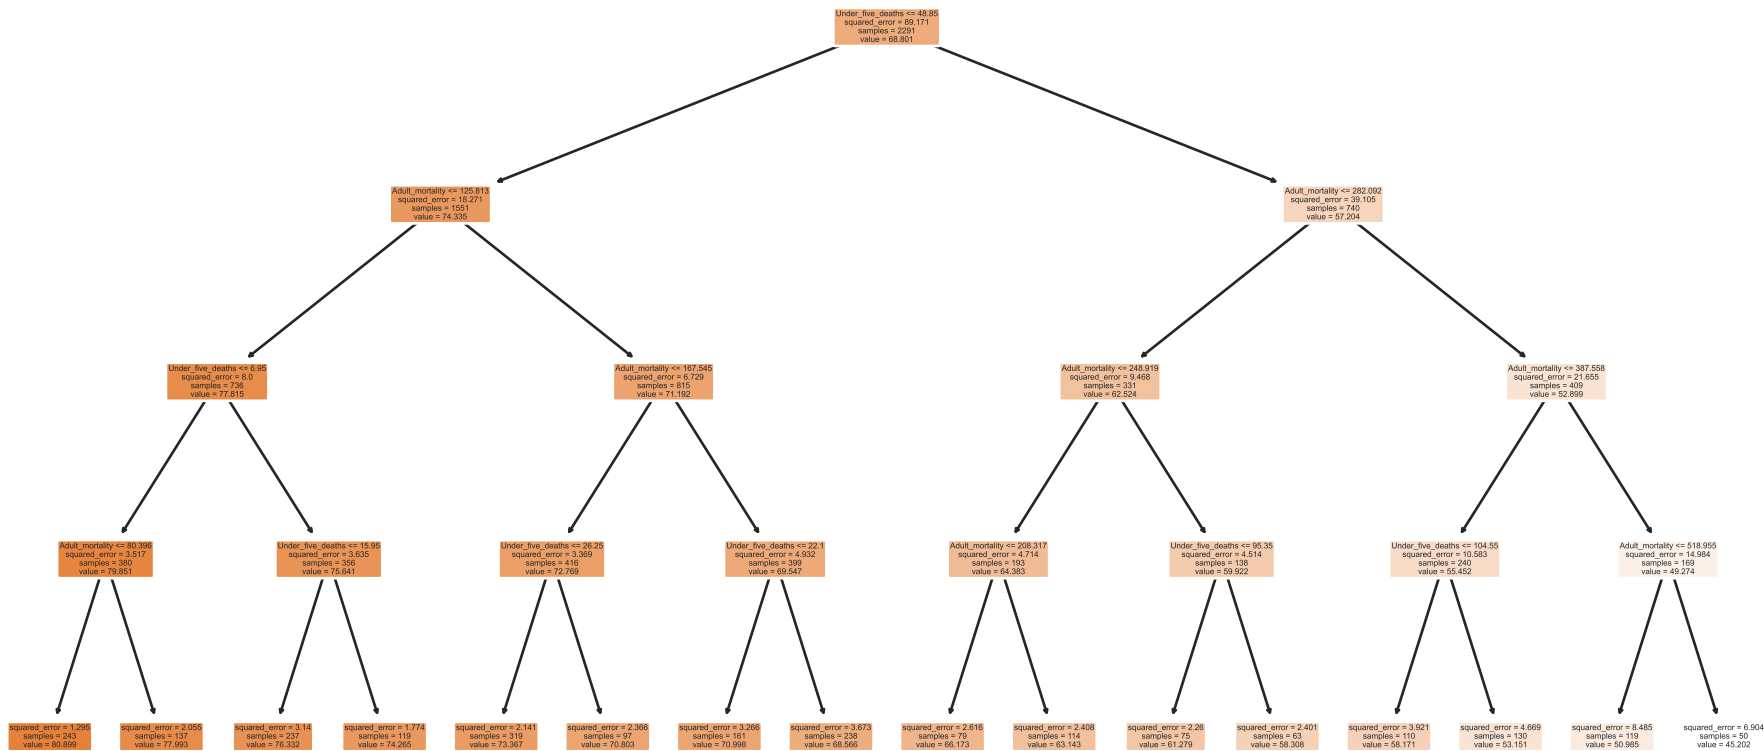 Under_five_deaths <= 48.85
squared_error = 89.171
samples = 2291
value = 68.801
Adult_mortality <= 125.813
squared_error = 18.271
samples = 1551
value = 74.335
Adult_mortality <= 282.092
squared_error = 39.105
samples = 740
value = 57.204
Under_five_deaths <= 6.95
squared_error = 8.0
samples = 736
value = 77.815
Adult_mortality <= 167.545
squared_error = 6.729
samples = 815
value = 71.192
Adult_mortality <= 248.919
squared_error = 9.468
samples = 331
value = 62.524
Adult_mortality <= 387.558
squared_error = 21.655
samples = 409
value = 52.899
Adult_mortality <= 80.396
squared_error = 3.517
samples = 380
value = 79.851
Under_five_deaths <= 15.95
squared_error = 3.635
samples = 356
value = 75.641
Under_five_deaths <= 26.25
squared_error = 3.369
samples = 416
value = 72.769
Under_five_deaths <= 22.1
squared_error = 4.932
samples = 399
value = 69.547
Adult_mortality <= 208.317
squared_error = 4.714
samples = 193
value = 64.383
Under_five_deaths <= 95.35
squared_error = 4.514
samples = 138
value = 59.922
Under_five_deaths <= 104.55
squared_error = 10.583
samples = 240
value = 55.452
Adult_mortality <= 518.955
squared_error = 14.984
samples = 169
value = 49.274
squared_error = 1.295
samples = 243
value = 80.899
squared_error = 2.055
samples = 137
value = 77.993
squared_error = 3.14
samples = 237
value = 76.332
squared_error = 1.774
samples = 119
value = 74.265
squared_error = 2.141
samples = 319
value = 73.367
squared_error = 2.366
samples = 97
value = 70.803
squared_error = 3.266
samples = 161
value = 70.998
squared_error = 3.673
samples = 238
value = 68.566
squared_error = 2.616
samples = 79
value = 66.173
squared_error = 2.408
samples = 114
value = 63.143
squared_error = 2.26
samples = 75
value = 61.279
squared_error = 2.401
samples = 63
value = 58.308
squared_error = 3.921
samples = 110
value = 58.171
squared_error = 4.669
samples = 130
value = 53.151
squared_error = 8.485
samples = 119
value = 50.985
squared_error = 6.904
samples = 50
value = 45.202